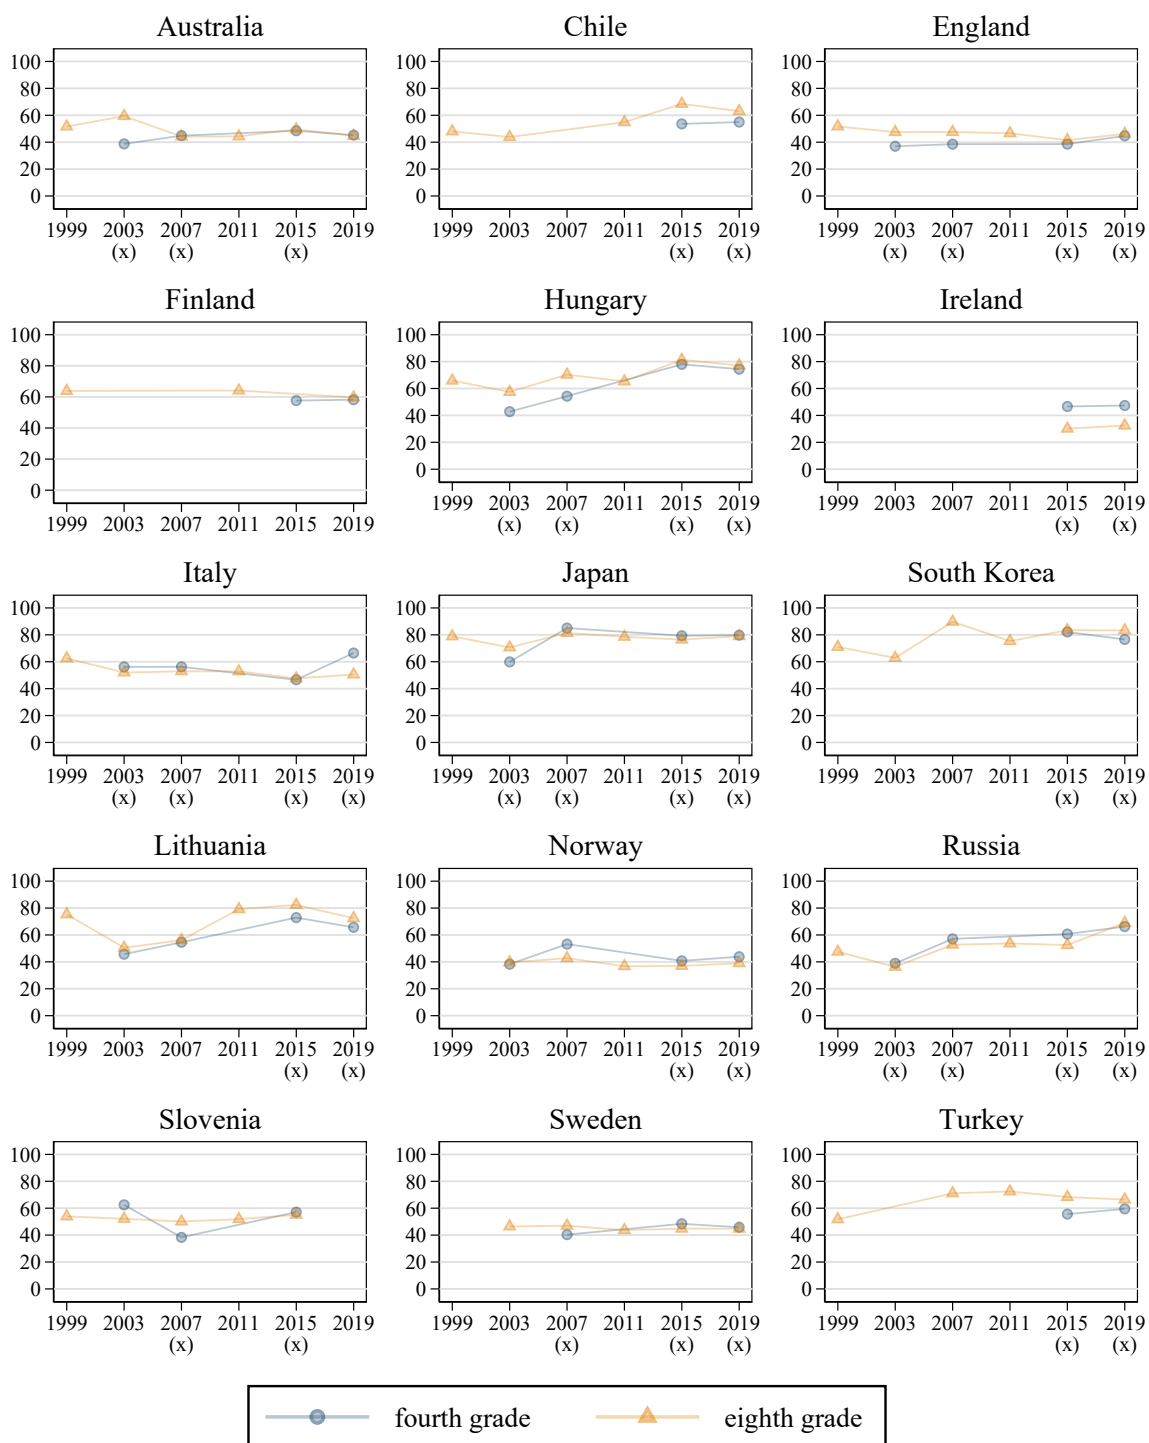 Australia Chile England
100 100 100
80 80 80
60 60 60
40 40 40
20 20 20
0 0 0
1999 2003 2007 2011 2015 2019 1999 2003 2007 2011 2015 2019 1999 2003 2007 2011 2015 2019
(x) (x) (x) (x) (x) (x) (x) (x) (x)
Finland Hungary Ireland
100 100 100
80 80 80
60 60 60
40 40 40
20 20 20
0 0 0
1999 2003 2007 2011 2015 2019 1999 2003 2007 2011 2015 2019 1999 2003 2007 2011 2015 2019
(x) (x) (x) (x) (x) (x)
Italy Japan South Korea
100 100 100
80 80 80
60 60 60
40 40 40
20 20 20
0 0 0
1999 2003 2007 2011 2015 2019 1999 2003 2007 2011 2015 2019 1999 2003 2007 2011 2015 2019
(x) (x) (x) (x) (x) (x) (x) (x) (x) (x)
Lithuania Norway Russia
100 100 100
80 80 80
60 60 60
40 40 40
20 20 20
0 0 0
1999 2003 2007 2011 2015 2019 1999 2003 2007 2011 2015 2019 1999 2003 2007 2011 2015 2019
(x) (x) (x) (x) (x) (x) (x) (x)
Slovenia Sweden Turkey
100 100 100
80 80 80
60 60 60
40 40 40
20 20 20
0 0 0
1999 2003 2007 2011 2015 2019 1999 2003 2007 2011 2015 2019 1999 2003 2007 2011 2015 2019
(x) (x) (x) (x) (x) (x) (x)
fourth grade eighth grade